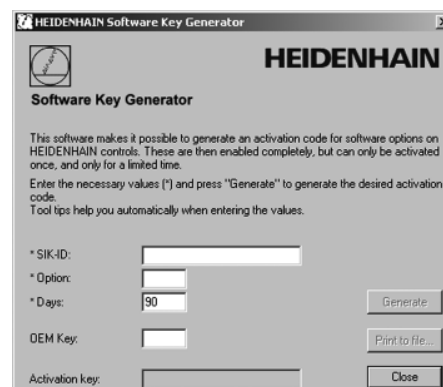 HEIDENHAIN Software Key Generator
HEIDENHAIN
Software Key Generator
This software makes it possible to generate an activation code for software options on
HEIDENHAIN controls. These are then enabled completely, but can only be activated
once, and only for a limited time.
Enter the necessary values (*) and press "Generate" to generate the desired activation
code.
Tool tips help you automatically when entering the values.
* SIK-ID:
* Option:
* Days: 90 Generate
OEM Key: Print to file...
Activation key: Close